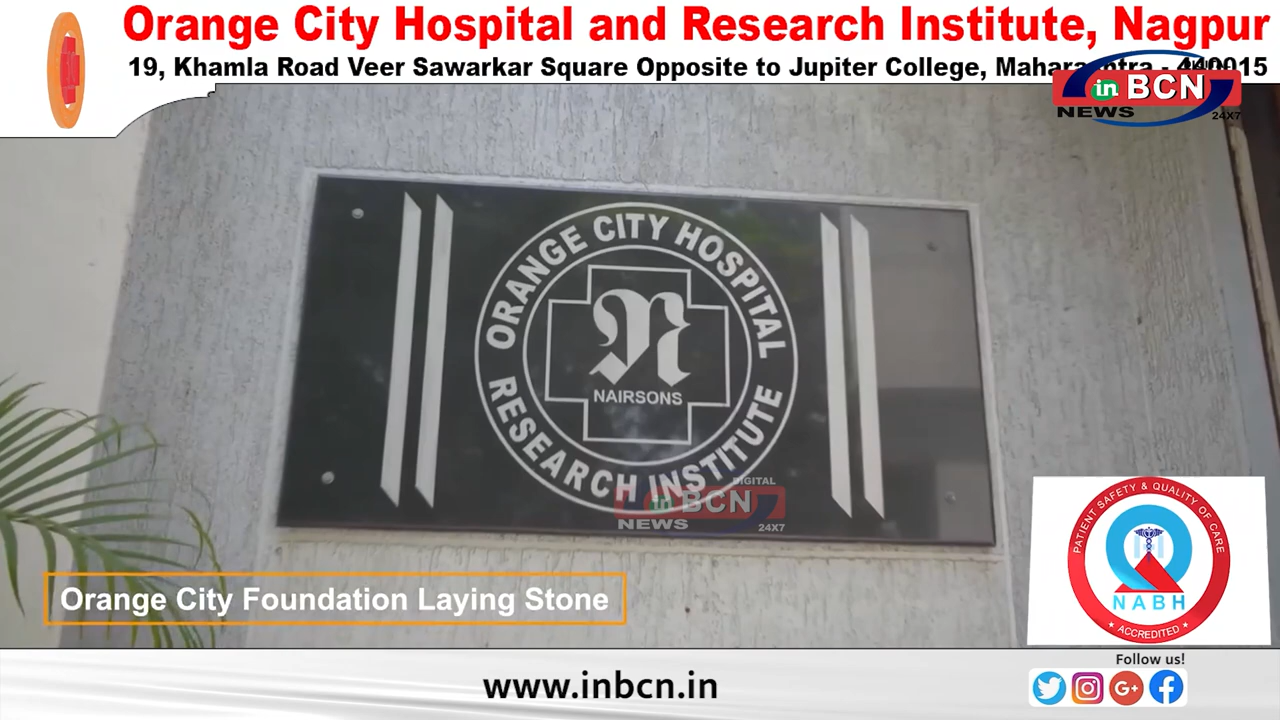 Orange City Hospital and Research Institute, Nagpur
19, Khamla Road Veer Sawarkar Square Opposite to Jupiter College, Maharashtra - 440015
in BCN
NEWS 24X7
ORANGE CITY HOSPITAL
N
NAIRSONS
RESEARCH INSTITUTE
DIGITAL
in BCN
NEWS 24X7
PATIENT SAFETY & QUALITY OF CARE
NABH
ACCREDITED
Orange City Foundation Laying Stone
Follow us!
www.inbcn.in